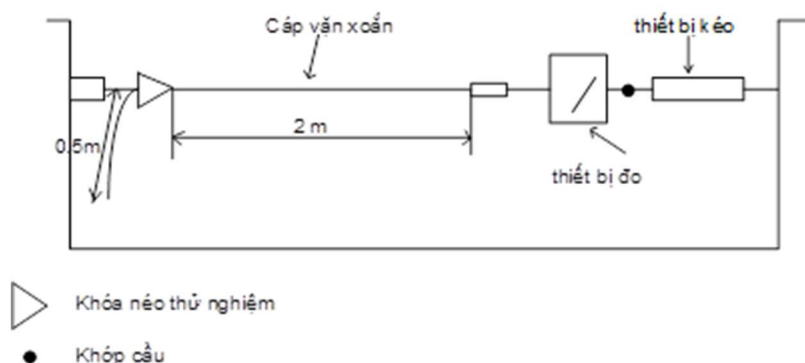 Cáp vặn xoắn
thiết bị kéo
2 m
0.5m
thiết bị đo
Khóa néo thử nghiệm
Khớp cầu